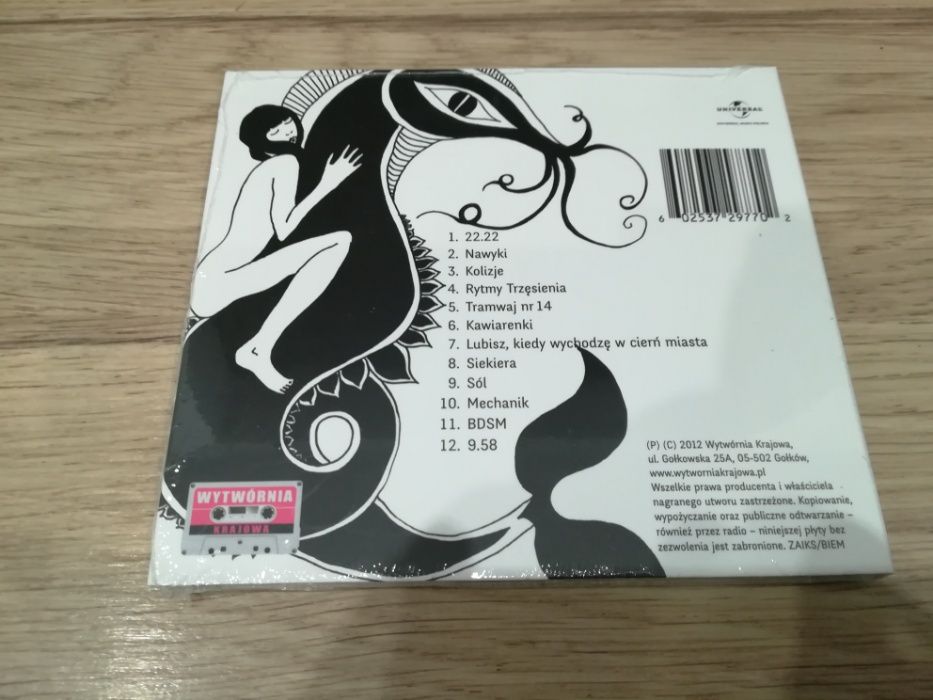 UNIVERSAL
6 02537 29770 2
1. 22.22
2. Nawyki
3. Kolizje
4. Rytmy Trzęsienia
5. Tramwaj nr 14
6. Kawiarenki
7. Lubisz, kiedy wychodzę w cierń miasta
8. Siekiera
9. Sól
10. Mechanik
11. BDSM
12. 9.58
(P) (C) 2012 Wytwórnia Krajowa,
ul. Gołkowska 25A, 05-502 Gołków,
www.wytworniakrajowa.pl
Wszelkie prawa producenta i właściciela
nagranego utworu zastrzeżone. Kopiowanie,
wypożyczanie oraz publiczne odtwarzanie –
również przez radio – niniejszej płyty bez
zezwolenia jest zabronione. ZAIKS/BIEM
WYTWÓRNIA
KRAJOWA